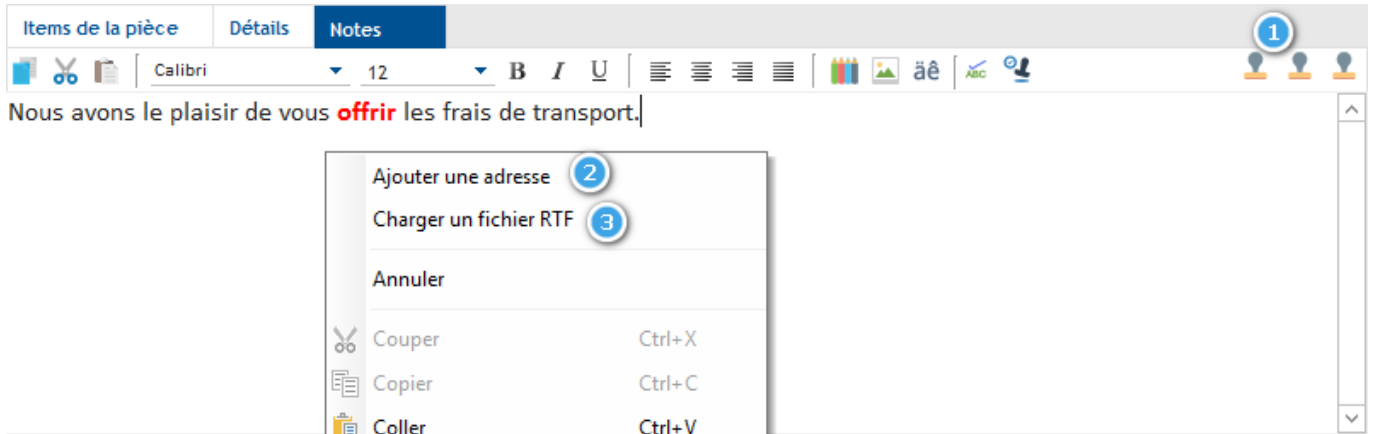 Items de la pièce Détails Notes
1
Calibri 12 B I U äê ABC
Nous avons le plaisir de vous offrir les frais de transport.
Ajouter une adresse 2
Charger un fichier RTF 3
Annuler
Couper Ctrl+X
Copier Ctrl+C
Coller Ctrl+V